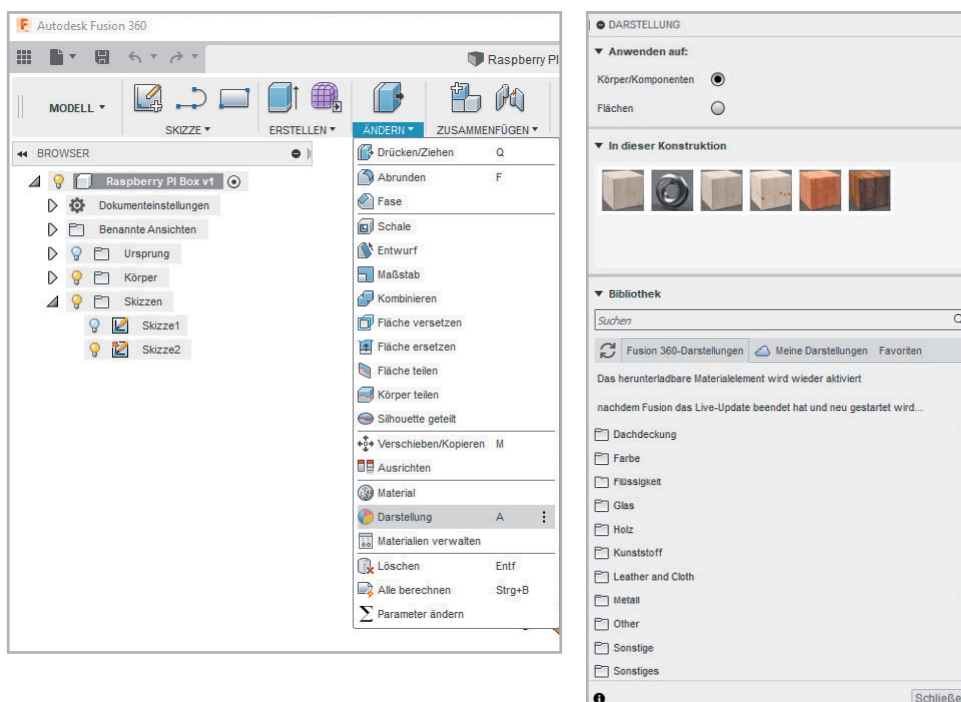 Autodesk Fusion 360
Raspberry PI
MODELL
SKIZZE
ERSTELLEN
ÄNDERN
ZUSAMMENFÜGEN
BROWSER
Raspberry PI Box v1
Dokumenteinstellungen
Benannte Ansichten
Ursprung
Körper
Skizzen
Skizze1
Skizze2
Drücken/Ziehen Q
Abrunden F
Fase
Schale
Entwurf
Maßstab
Kombinieren
Fläche versetzen
Fläche ersetzen
Fläche teilen
Körper teilen
Silhouette geteilt
Verschieben/Kopieren M
Ausrichten
Material
Darstellung A
Materialien verwalten
Löschen Entf
Alle berechnen Strg+B
Parameter ändern
DARSTELLUNG
Anwenden auf:
Körper/Komponenten
Flächen
In dieser Konstruktion
Bibliothek
Suchen
Fusion 360-Darstellungen Meine Darstellungen Favoriten
Das herunterladbare Materialelement wird wieder aktiviert
nachdem Fusion das Live-Update beendet hat und neu gestartet wird...
Dachdeckung
Farbe
Flüssigkeit
Glas
Holz
Kunststoff
Leather and Cloth
Metall
Other
Sonstige
Sonstiges
Schließe